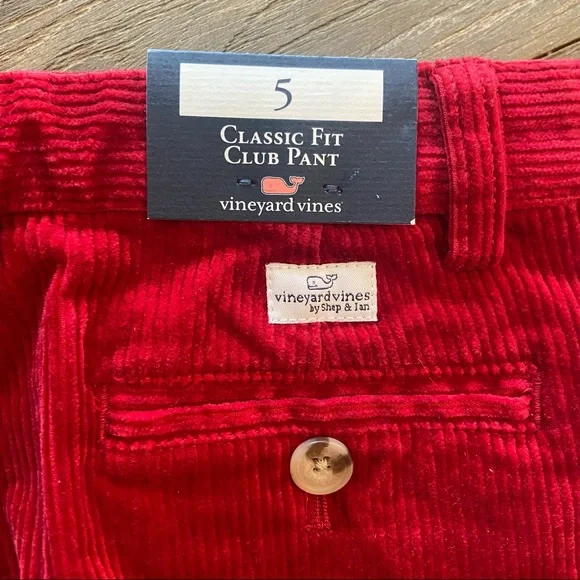 5
CLASSIC FIT
CLUB PANT
vineyard vines®
vineyardvines
by Shep & Ian